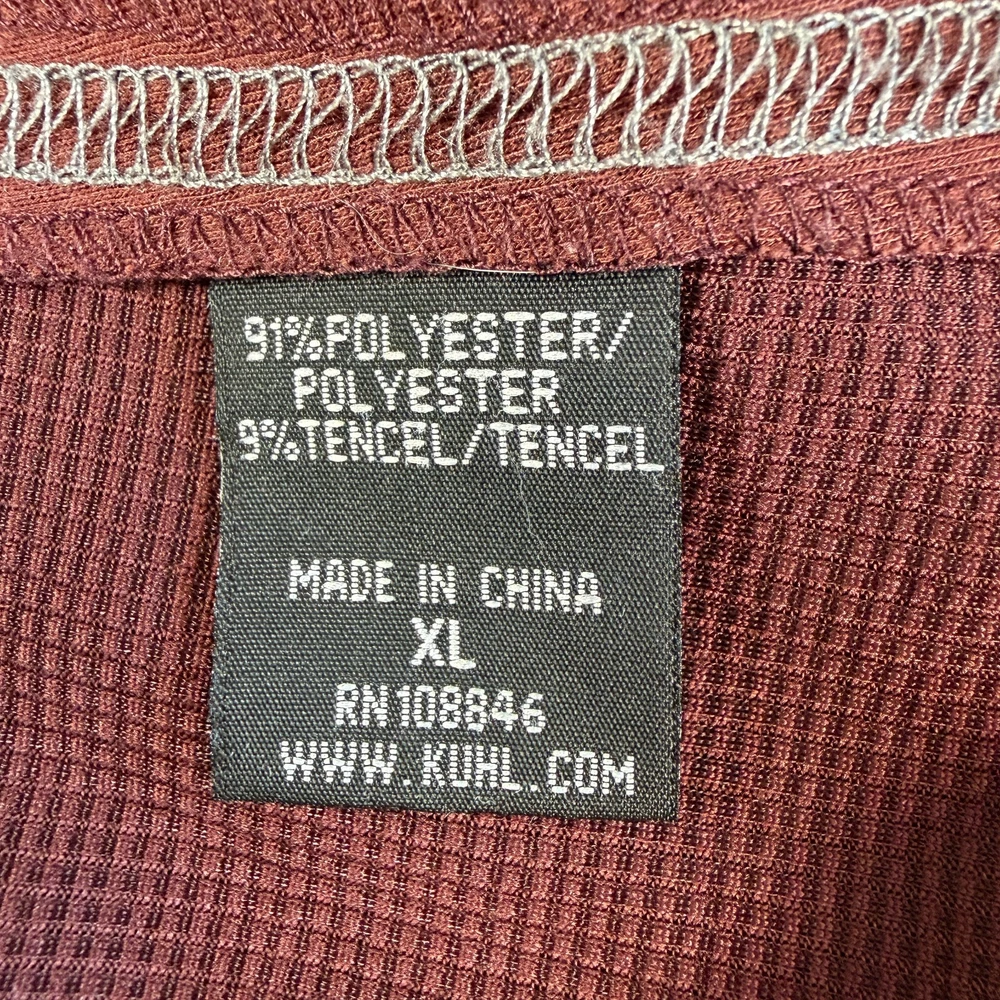 91%POLYESTER/
POLYESTER
9%TENCEL/TENCEL
MADE IN CHINA
XL
RN108846
WWW.KUHL.COM